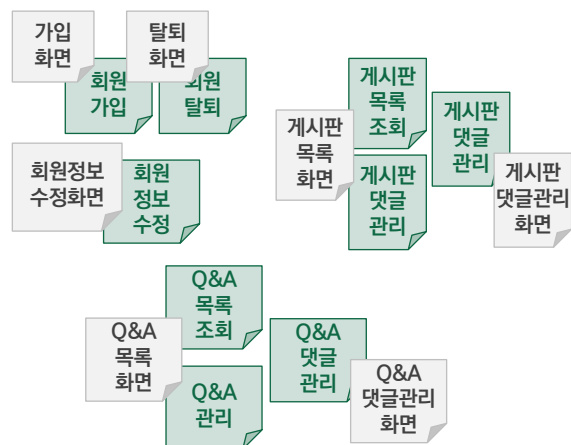 가입
화면
탈퇴
화면
회원
가입
회원
탈퇴
회원정보
수정화면
회원
정보
수정
게시판
목록
조회
게시판
댓글
관리
게시판
목록
화면
게시판
댓글
관리
게시판
댓글관리
화면
Q&A
목록
조회
Q&A
목록
화면
Q&A
댓글
관리
Q&A
관리
Q&A
댓글관리
화면